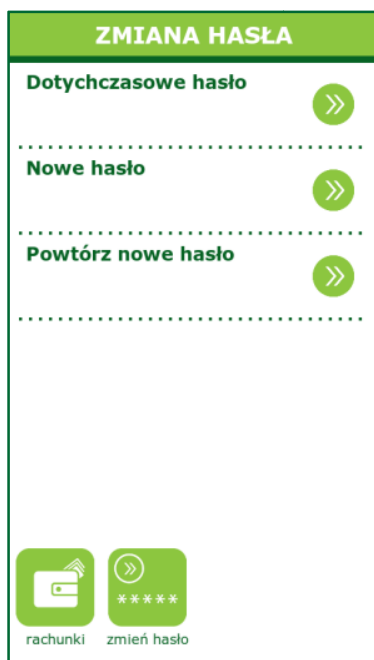 ZMIANA HASŁA
Dotychczasowe hasło
Nowe hasło
Powtórz nowe hasło
*****
rachunki zmień hasło